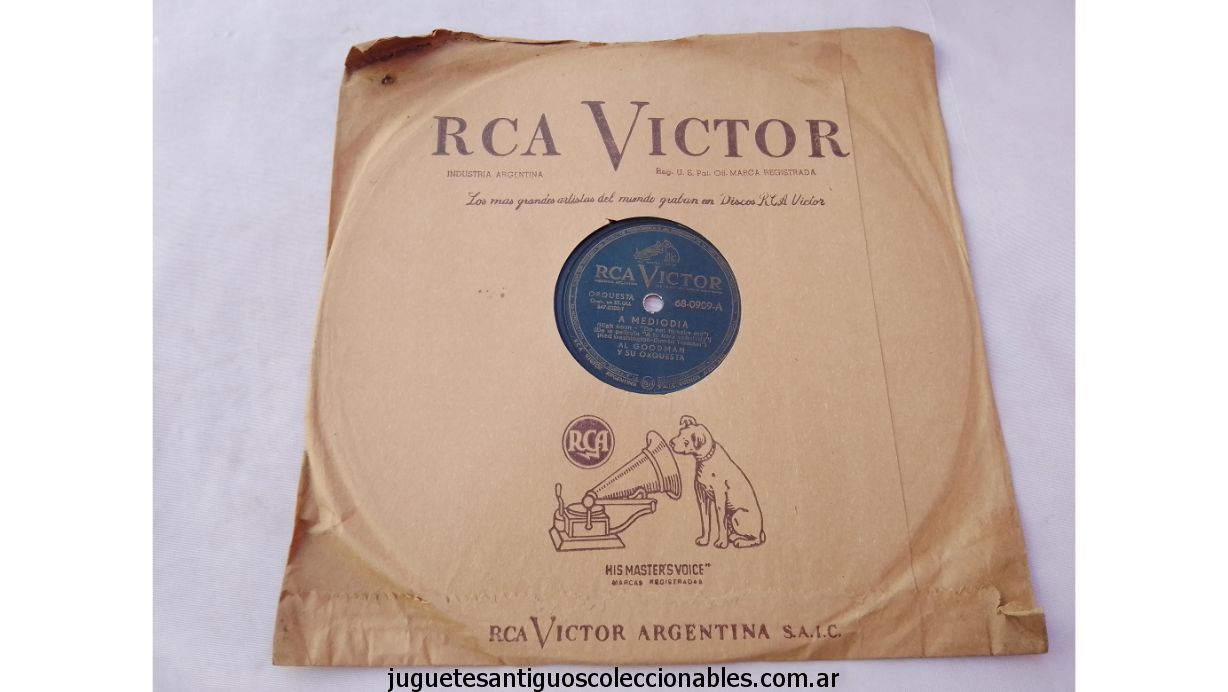 RCA VICTOR
INDUSTRIA ARGENTINA Reg. U. S. Pat. Off. MARCA REGISTRADA
Los mas grandes artistas del mundo graban en Discos RCA Victor
RCA VICTOR
ORQUESTA 68-0909-A
A MEDIODIA
AL GOODMAN
Y SU ORQUESTA
RCA
HIS MASTER'S VOICE"
MARCAS REGISTRADAS
RCA VICTOR ARGENTINA S.A.I.C.
juguetesantiguoscoleccionables.com.ar